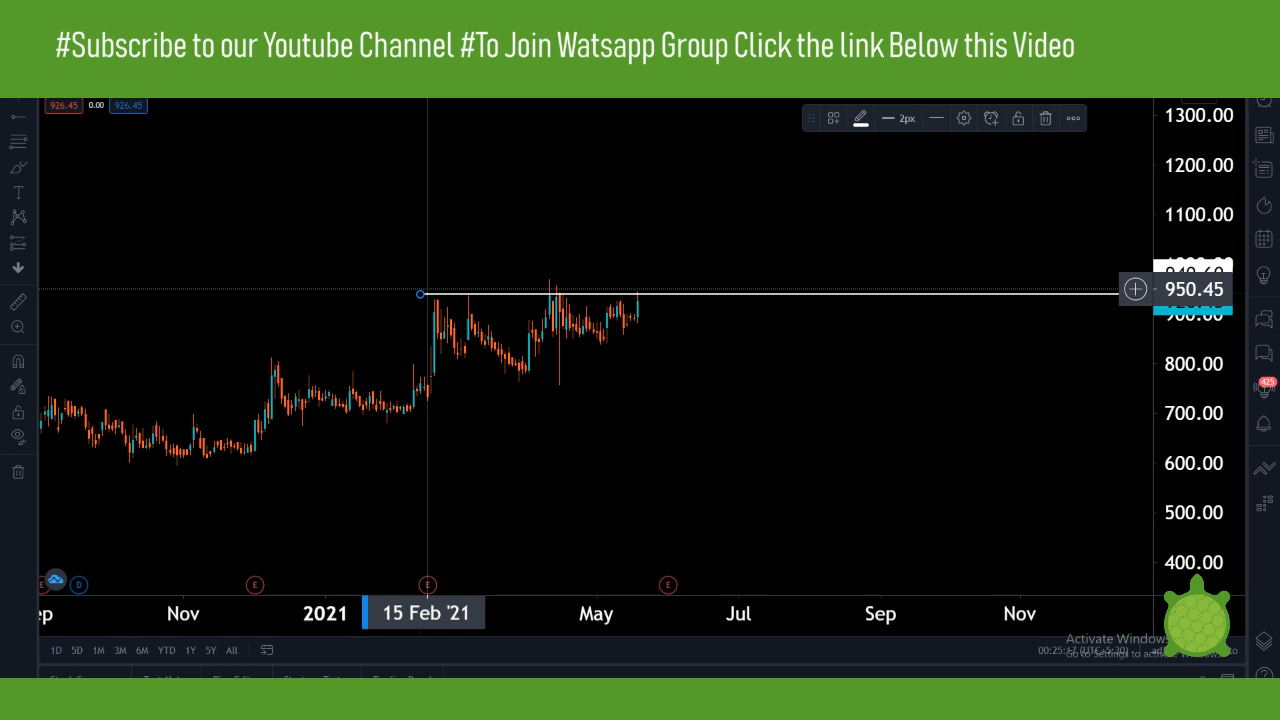 #Subscribe to our Youtube Channel #To Join Watsapp Group Click the link Below this Video
926.45 0.00 926.45
2px
1300.00
1200.00
1100.00
950.45
800.00
700.00
600.00
500.00
400.00
425
E D E E E
Nov 2021 15 Feb '21 May Jul Sep Nov
1D 5D 1M 3M 6M YTD 1Y 5Y All
Activate Windows